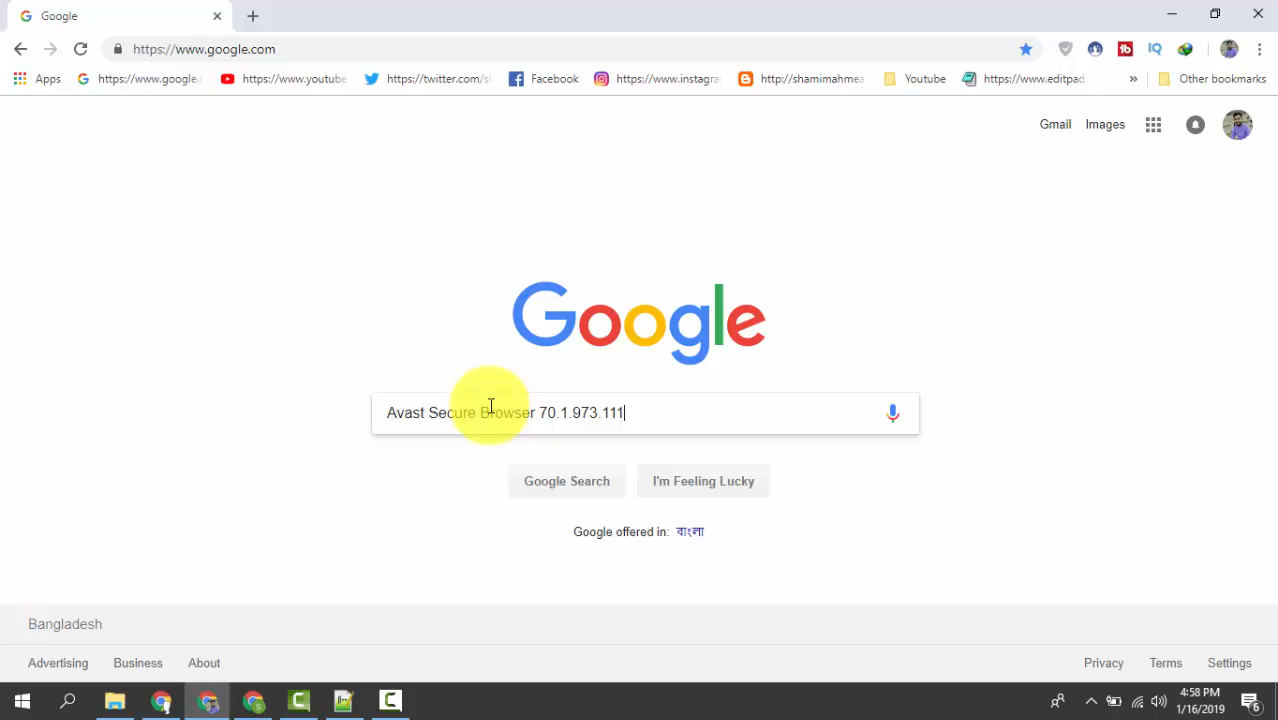 Google
https://www.google.com
Apps
https://www.google.c
https://www.youtube
https://twitter.com/sl
Facebook
https://www.instagra
http://shamimahmea
Youtube
https://www.editpad.
»
Other bookmarks
Gmail
Images
Google
Avast Secure Browser 70.1.973.111
Google Search
I'm Feeling Lucky
Google offered in: বাংলা
Bangladesh
Advertising
Business
About
Privacy
Terms
Settings
4:58 PM
1/16/2019
6